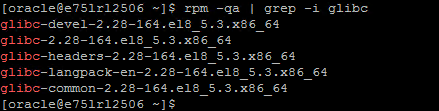 [oracle@e75lrl2506 ~]$ rpm -qa | grep -i glibc
glibc-devel-2.28-164.el8_5.3.x86_64
glibc-2.28-164.el8_5.3.x86_64
glibc-headers-2.28-164.el8_5.3.x86_64
glibc-langpack-en-2.28-164.el8_5.3.x86_64
glibc-common-2.28-164.el8_5.3.x86_64
[oracle@e75lrl2506 ~]$